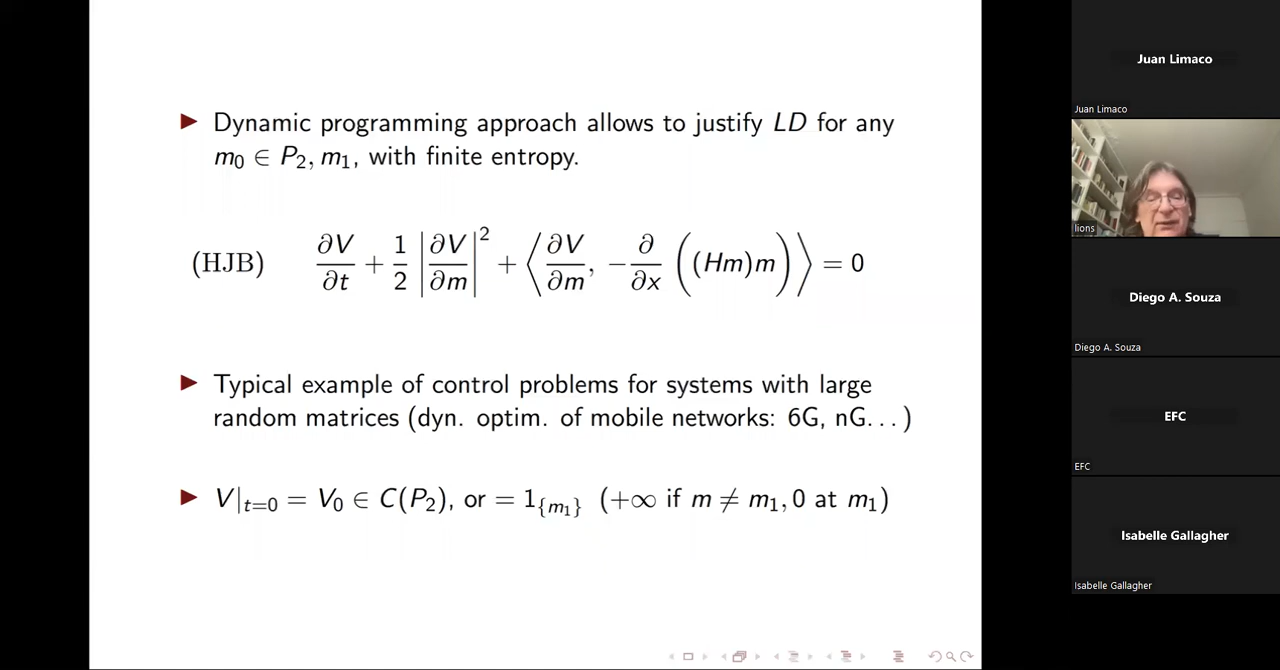 ▶ Dynamic programming approach allows to justify LD for any
m₀ ∈ P₂, m₁, with finite entropy.
(HJB) ∂V/∂t + 1/2 |∂V/∂m|² + ⟨∂V/∂m, −∂/∂x ((Hm)m)⟩ = 0
▶ Typical example of control problems for systems with large
random matrices (dyn. optim. of mobile networks: 6G, nG...)
▶ V|ₜ₌₀ = V₀ ∈ C(P₂), or = 1_{m₁} (+∞ if m ≠ m₁, 0 at m₁)
Juan Limaco
Juan Limaco
lions
Diego A. Souza
Diego A. Souza
EFC
EFC
Isabelle Gallagher
Isabelle Gallagher